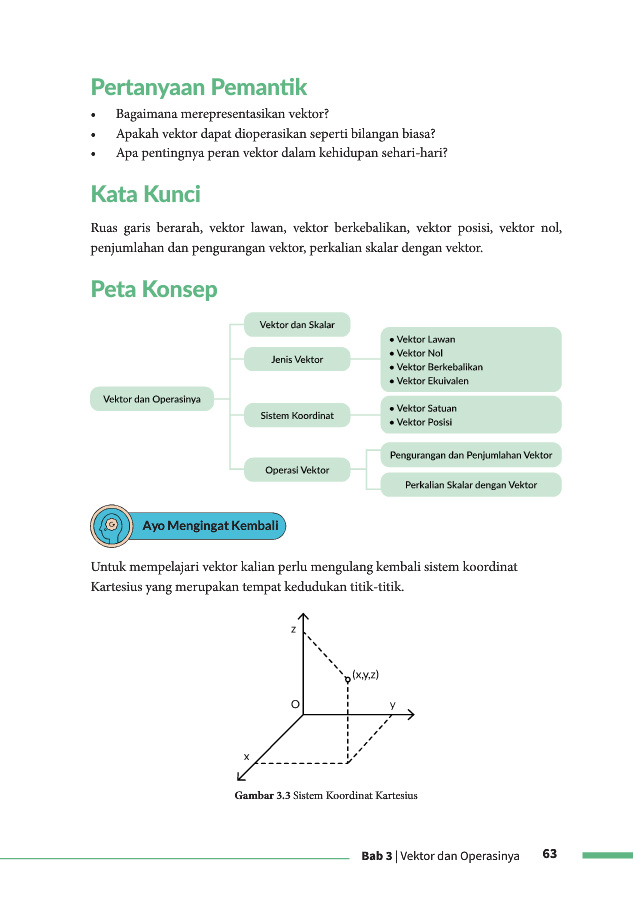 Pertanyaan Pemantik
• Bagaimana merepresentasikan vektor?
• Apakah vektor dapat dioperasikan seperti bilangan biasa?
• Apa pentingnya peran vektor dalam kehidupan sehari-hari?
Kata Kunci
Ruas garis berarah, vektor lawan, vektor berkebalikan, vektor posisi, vektor nol,
penjumlahan dan pengurangan vektor, perkalian skalar dengan vektor.
Peta Konsep
Vektor dan Operasinya
Vektor dan Skalar
Jenis Vektor
• Vektor Lawan
• Vektor Nol
• Vektor Berkebalikan
• Vektor Ekuivalen
Sistem Koordinat
• Vektor Satuan
• Vektor Posisi
Operasi Vektor
Pengurangan dan Penjumlahan Vektor
Perkalian Skalar dengan Vektor
Ayo Mengingat Kembali
Untuk mempelajari vektor kalian perlu mengulang kembali sistem koordinat
Kartesius yang merupakan tempat kedudukan titik-titik.
z
(x,y,z)
O
y
x
Gambar 3.3 Sistem Koordinat Kartesius
Bab 3 | Vektor dan Operasinya 63